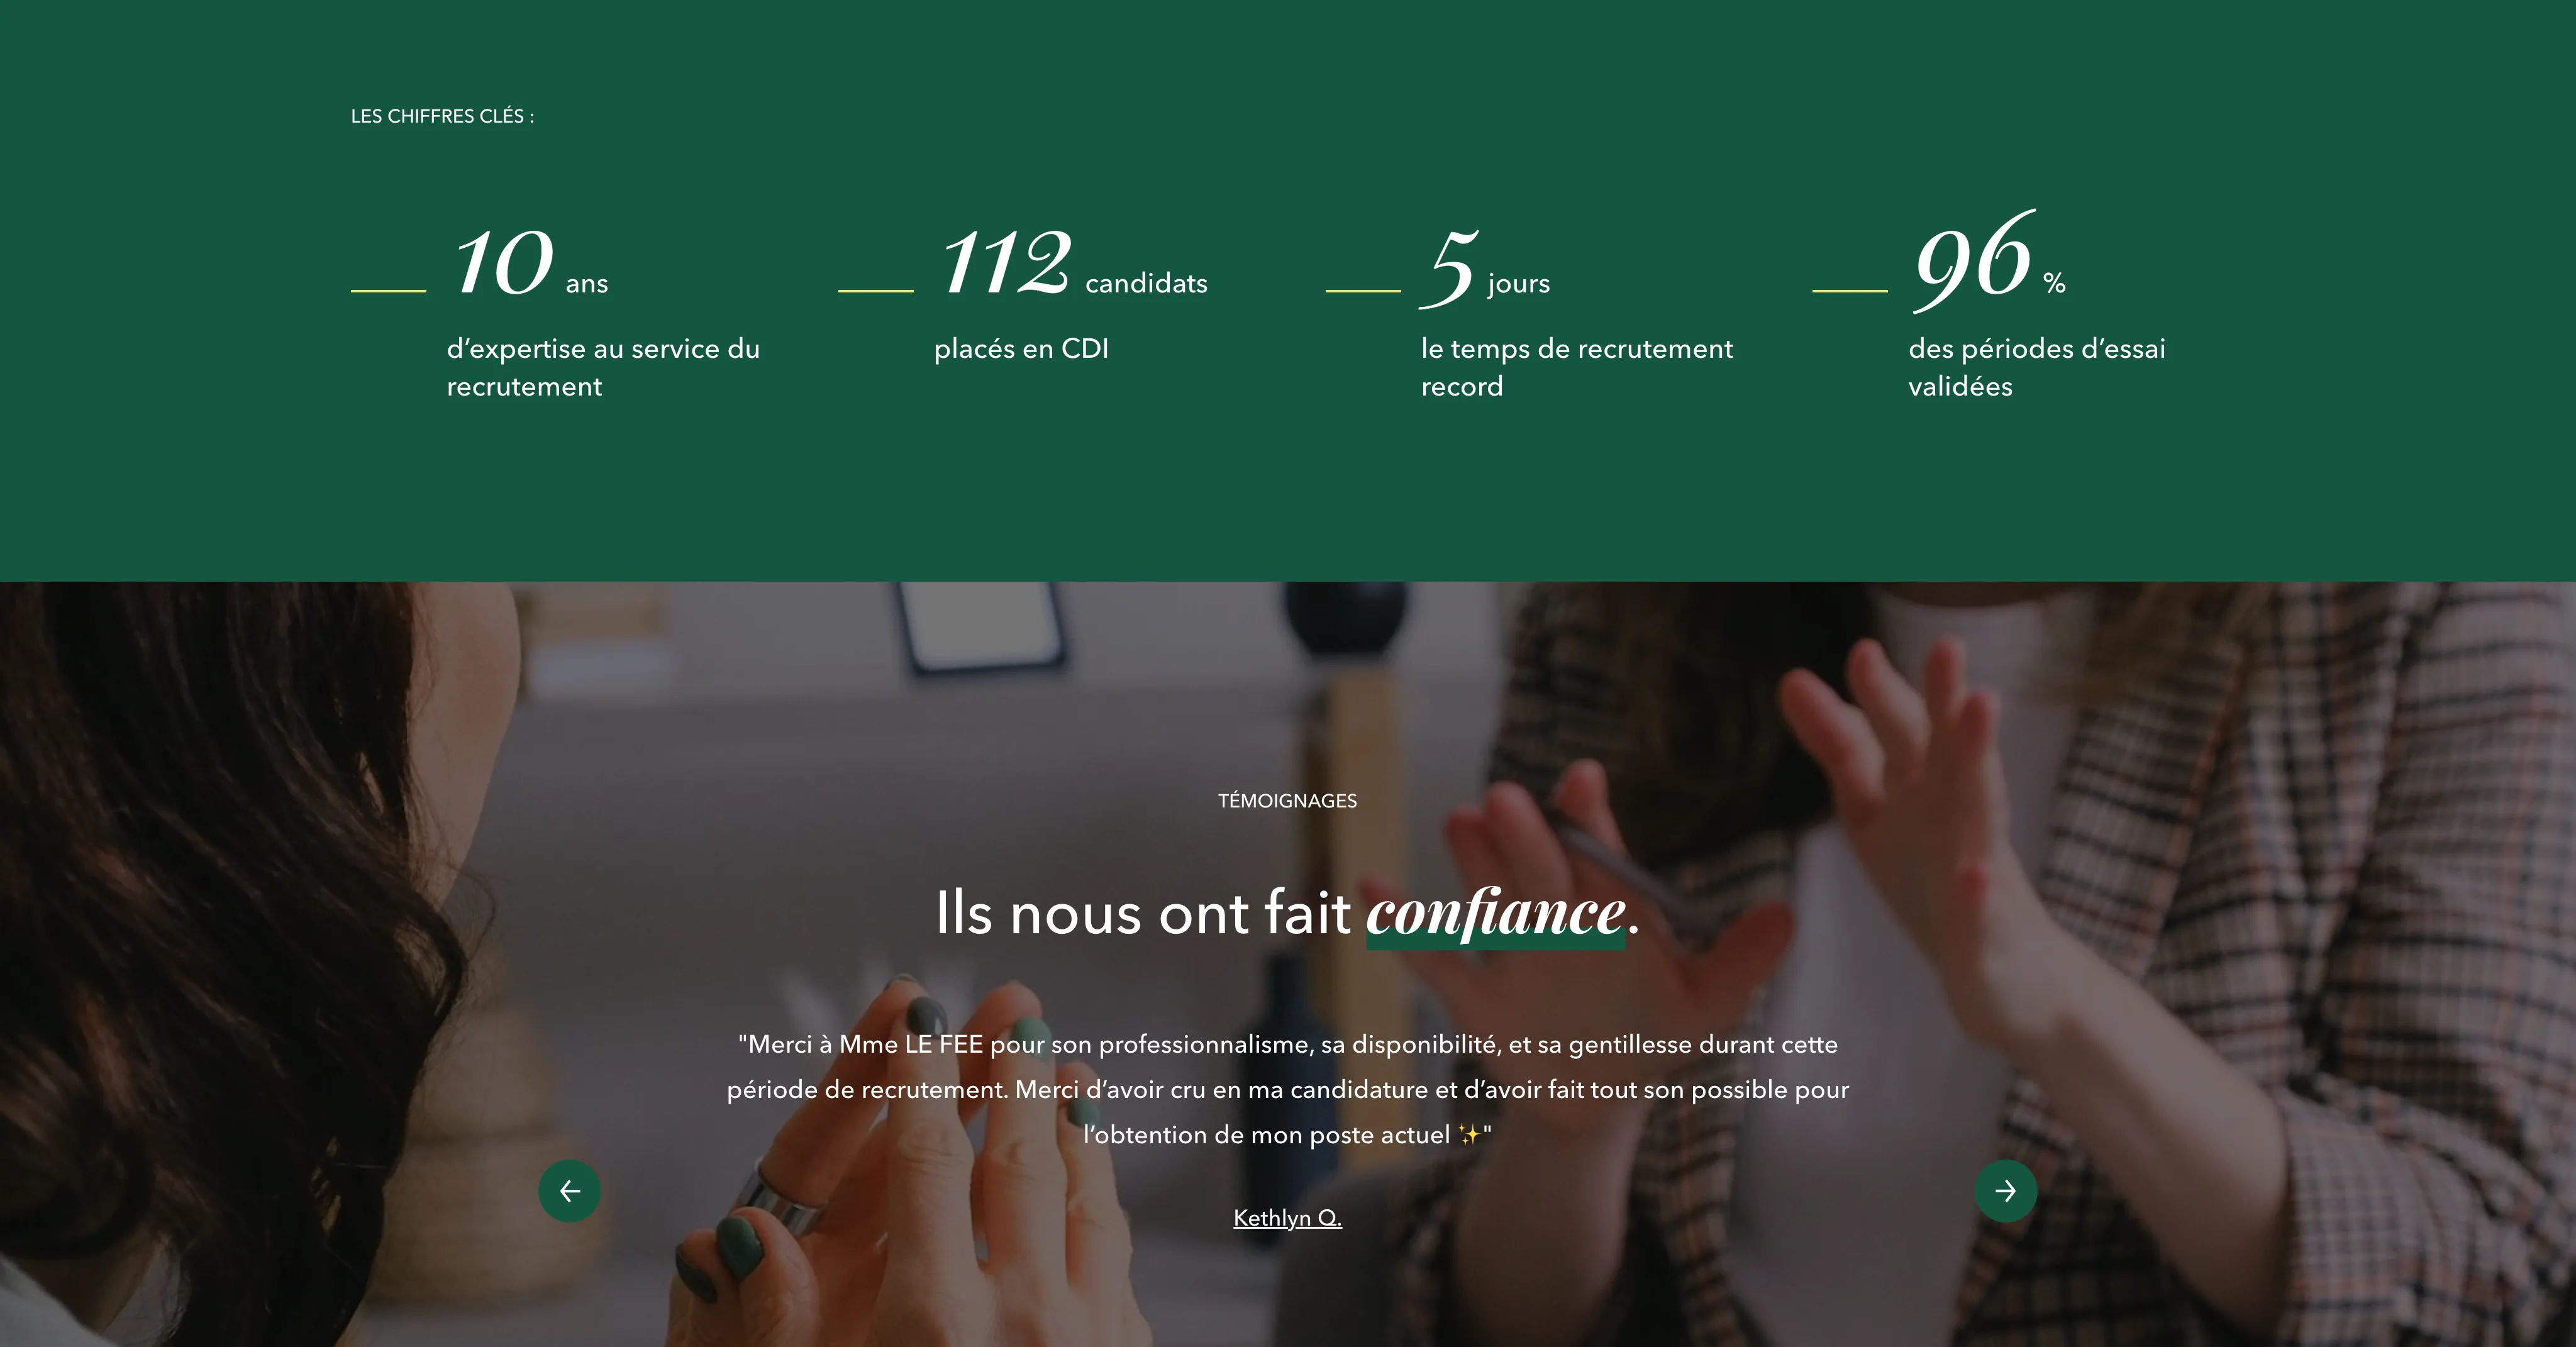 LES CHIFFRES CLÉS :
10 ans
d’expertise au service du
recrutement
112 candidats
placés en CDI
5 jours
le temps de recrutement
record
96 %
des périodes d’essai
validées
TÉMOIGNAGES
Ils nous ont fait confiance.
"Merci à Mme LE FEE pour son professionnalisme, sa disponibilité, et sa gentillesse durant cette
période de recrutement. Merci d’avoir cru en ma candidature et d’avoir fait tout son possible pour
l’obtention de mon poste actuel ✨"
Kethlyn Q.